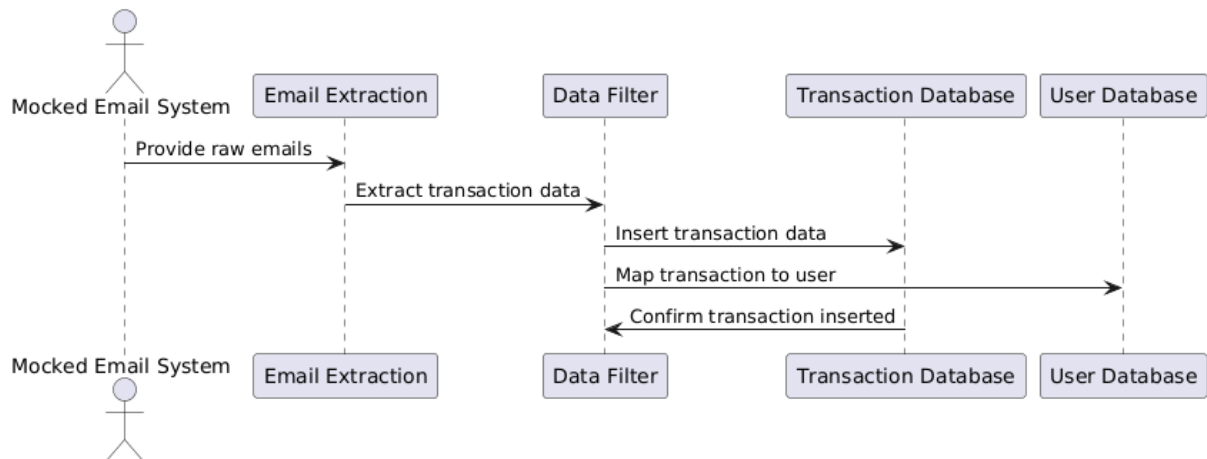 Mocked Email System
Email Extraction
Data Filter
Transaction Database
User Database
Provide raw emails
Extract transaction data
Insert transaction data
Map transaction to user
Confirm transaction inserted
Mocked Email System
Email Extraction
Data Filter
Transaction Database
User Database